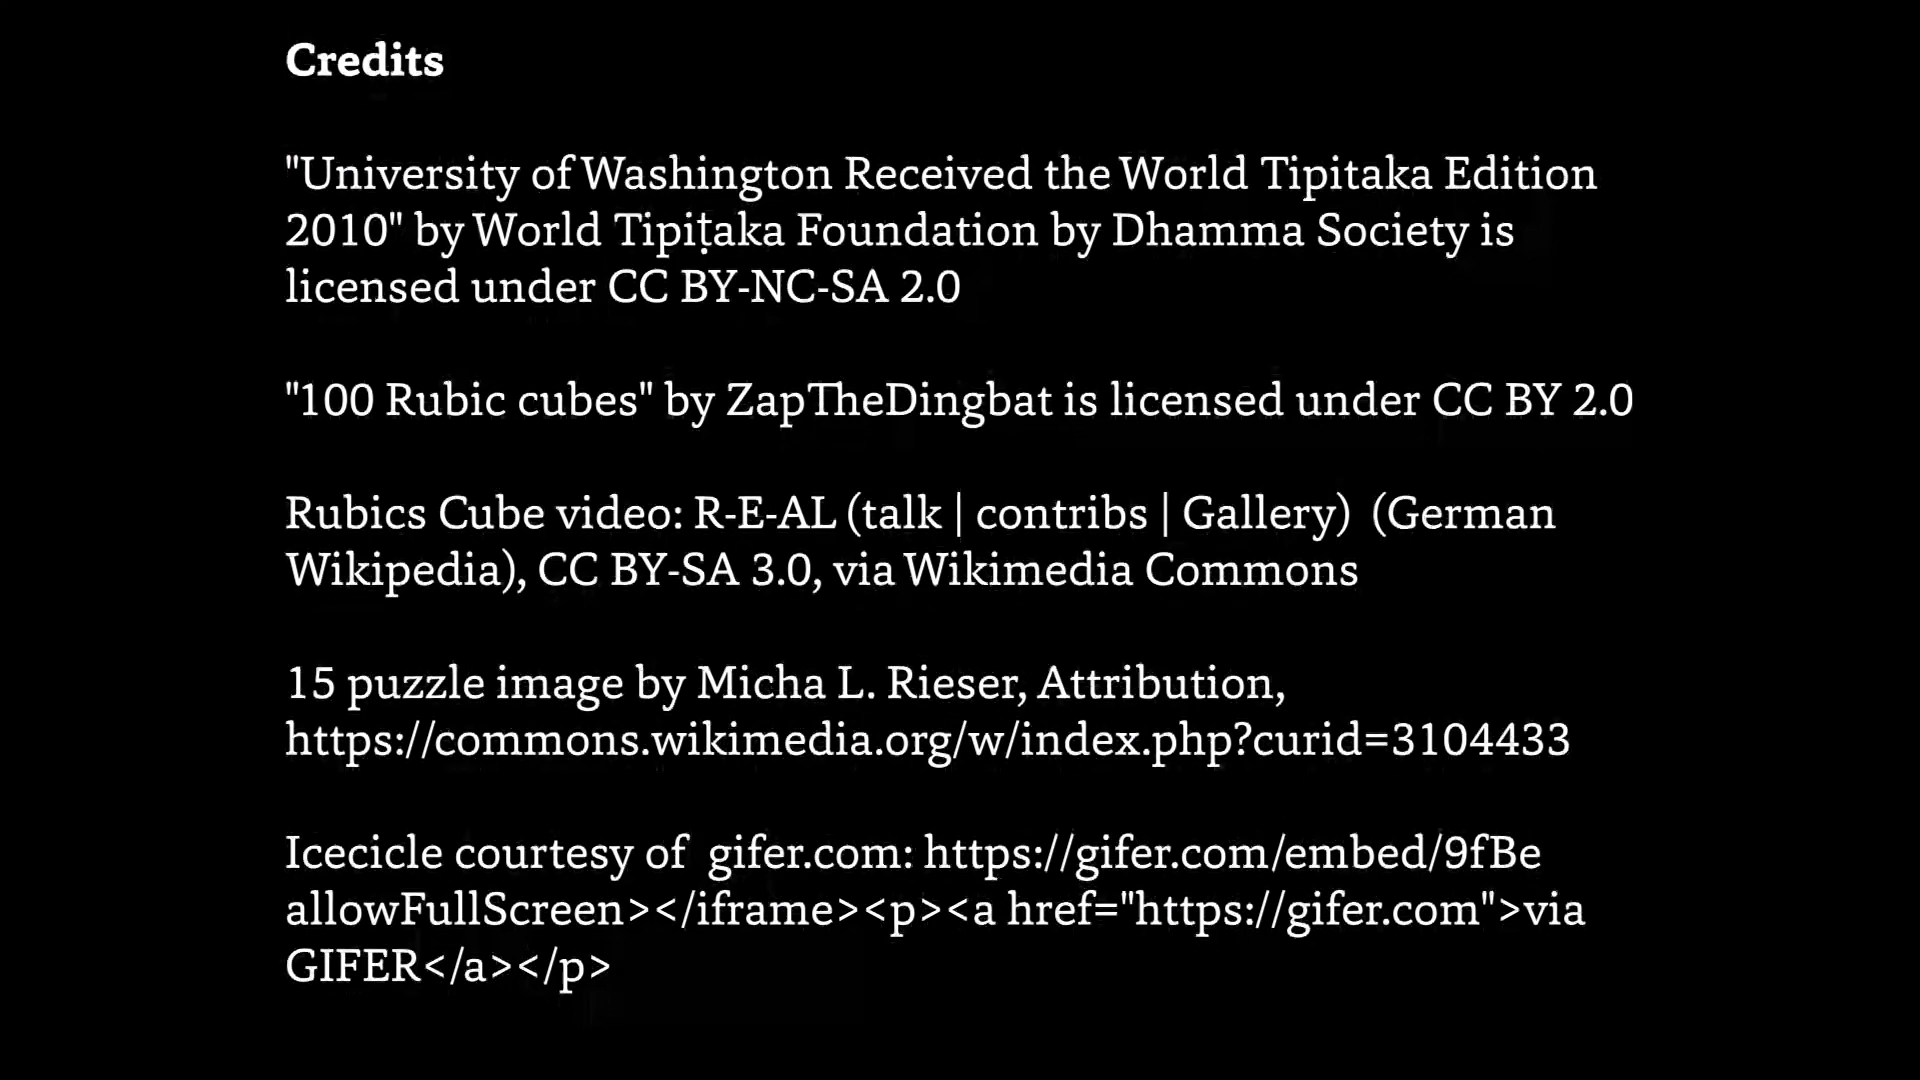 Credits
"University of Washington Received the World Tipitaka Edition
2010" by World Tipiṭaka Foundation by Dhamma Society is
licensed under CC BY-NC-SA 2.0
"100 Rubic cubes" by ZapTheDingbat is licensed under CC BY 2.0
Rubics Cube video: R-E-AL (talk | contribs | Gallery)  (German
Wikipedia), CC BY-SA 3.0, via Wikimedia Commons
15 puzzle image by Micha L. Rieser, Attribution,
https://commons.wikimedia.org/w/index.php?curid=3104433
Icecicle courtesy of  gifer.com: https://gifer.com/embed/9fBe
allowFullScreen></iframe><p><a href="https://gifer.com">via
GIFER</a></p>